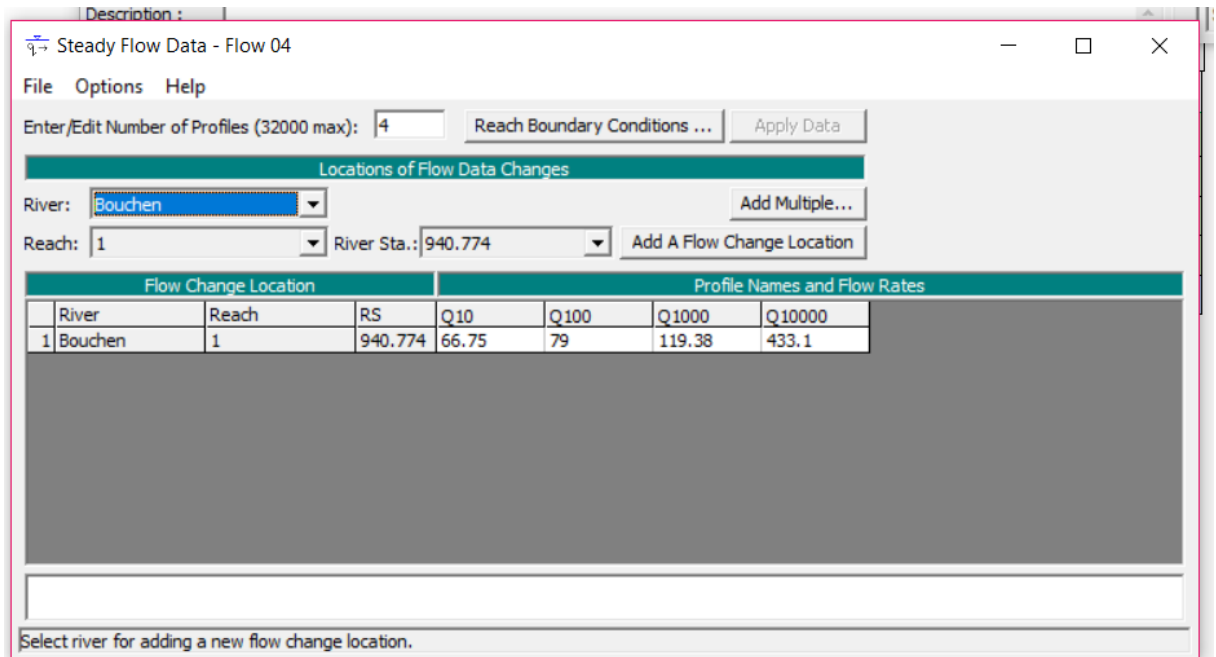 Description :
Steady Flow Data - Flow 04
File Options Help
Enter/Edit Number of Profiles (32000 max): 4 Reach Boundary Conditions ... Apply Data
Locations of Flow Data Changes
River: Bouchen Add Multiple...
Reach: 1 River Sta.: 940.774 Add A Flow Change Location
Flow Change Location Profile Names and Flow Rates
River Reach RS Q10 Q100 Q1000 Q10000
1 Bouchen 1 940.774 66.75 79 119.38 433.1
Select river for adding a new flow change location.